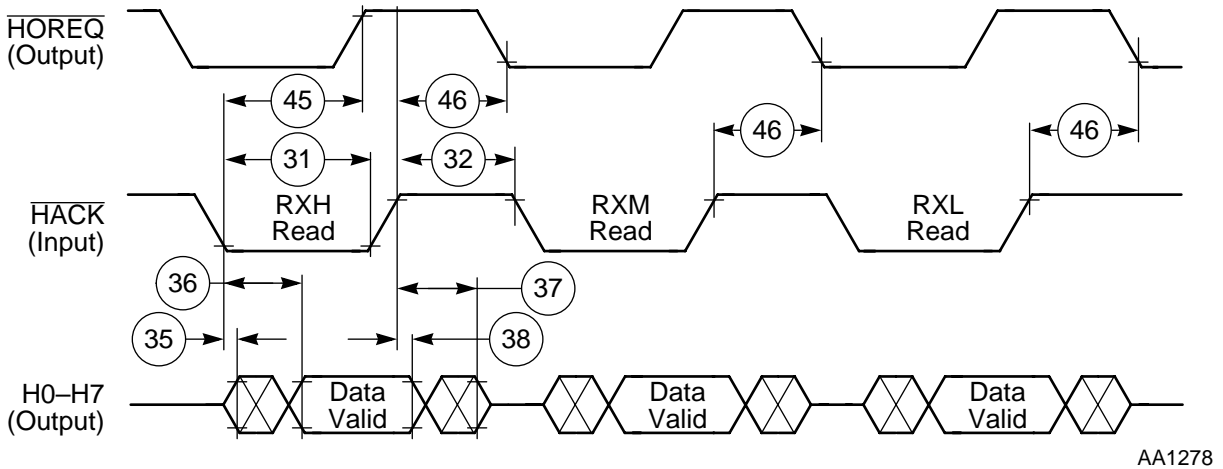 HOREQ
(Output)
45
46
46
46
31
32
HACK
(Input)
RXH
Read
RXM
Read
RXL
Read
36
37
35
38
H0–H7
(Output)
Data
Valid
Data
Valid
Data
Valid
AA1278